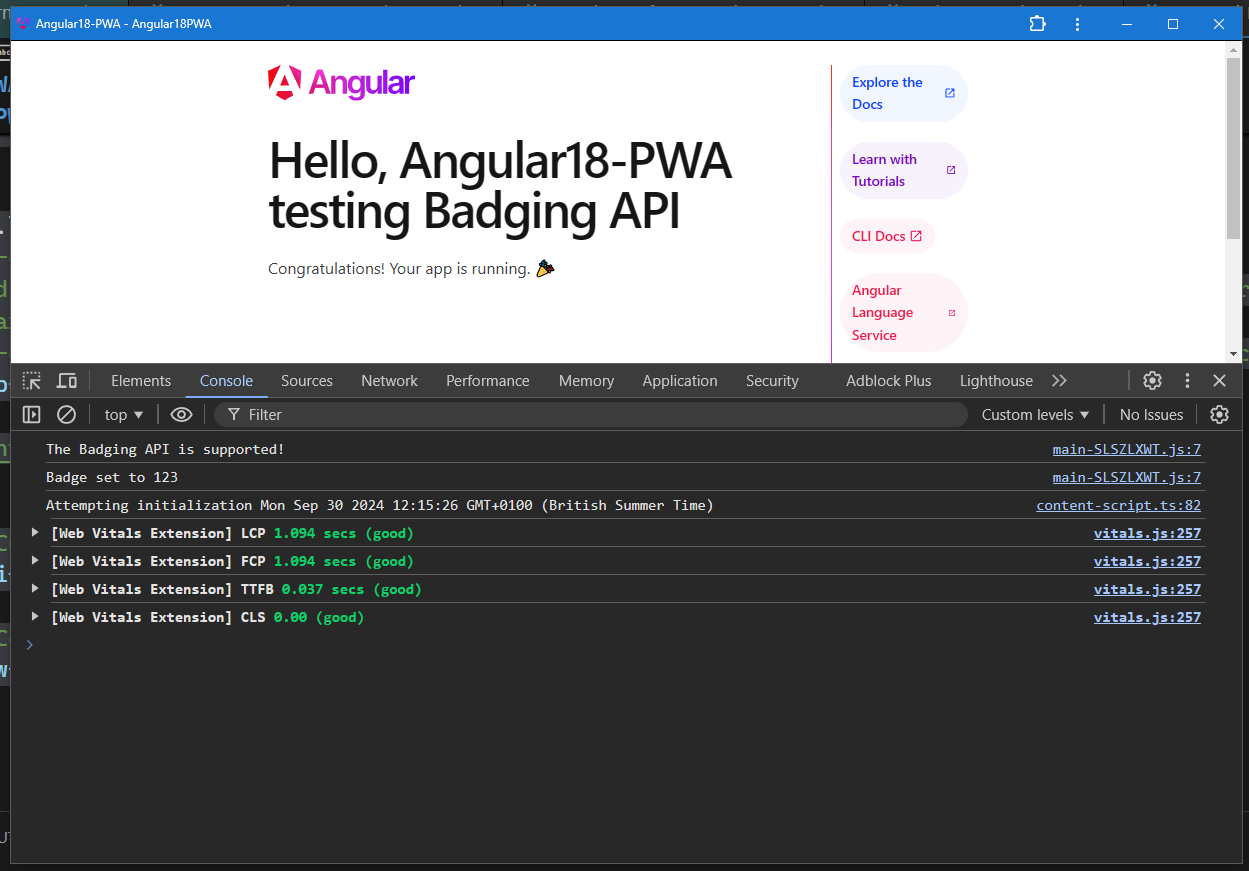 Angular18-PWA - Angular18PWA
Angular
Hello, Angular18-PWA
testing Badging API
Congratulations! Your app is running. 🎉
Explore the
Docs
Learn with
Tutorials
CLI Docs
Angular
Language
Service
Elements Console Sources Network Performance Memory Application Security Adblock Plus Lighthouse
top Filter Custom levels No Issues
The Badging API is supported! main-SLSZLXWT.js:7
Badge set to 123 main-SLSZLXWT.js:7
Attempting initialization Mon Sep 30 2024 12:15:26 GMT+0100 (British Summer Time) content-script.ts:82
[Web Vitals Extension] LCP 1.094 secs (good) vitals.js:257
[Web Vitals Extension] FCP 1.094 secs (good) vitals.js:257
[Web Vitals Extension] TTFB 0.037 secs (good) vitals.js:257
[Web Vitals Extension] CLS 0.00 (good) vitals.js:257